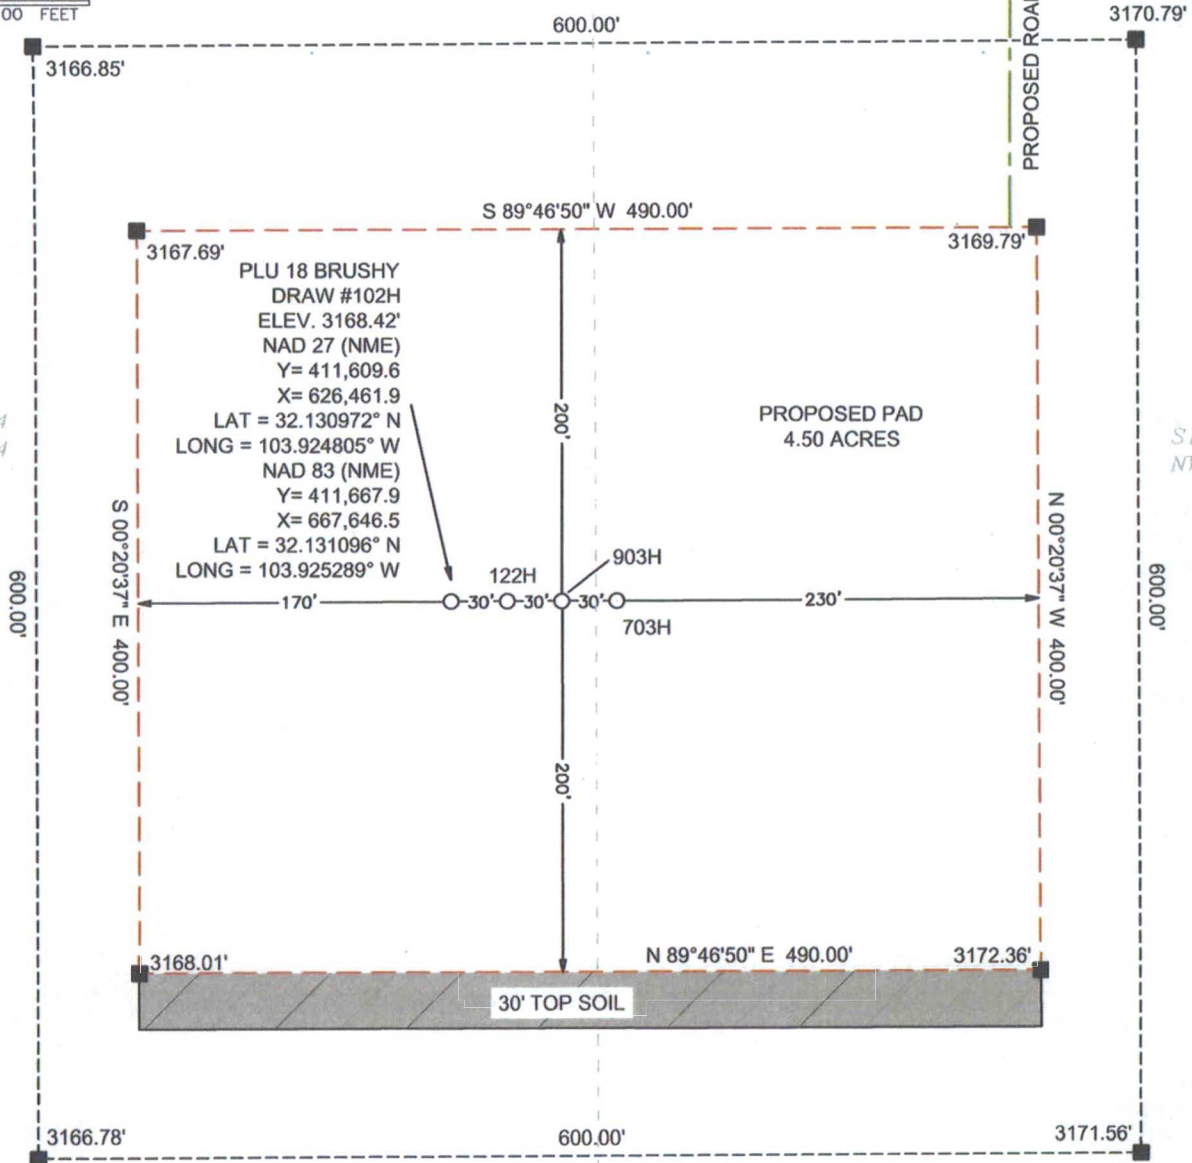 00 FEET
600.00'
3170.79'
3166.85'
PROPOSED ROA
S 89°46'50" W 490.00'
3167.69'
3169.79'
PLU 18 BRUSHY
DRAW #102H
ELEV. 3168.42'
NAD 27 (NME)
Y= 411,609.6
X= 626,461.9
LAT = 32.130972° N
LONG = 103.924805° W
NAD 83 (NME)
Y= 411,667.9
X= 667,646.5
LAT = 32.131096° N
LONG = 103.925289° W
200'
PROPOSED PAD
4.50 ACRES
S 00°20'37" E 400.00'
N 00°20'37" W 400.00'
600.00'
600.00'
122H
903H
170'
30'
30'
30'
230'
703H
200'
3168.01'
N 89°46'50" E 490.00'
3172.36'
30' TOP SOIL
3166.78'
600.00'
3171.56'